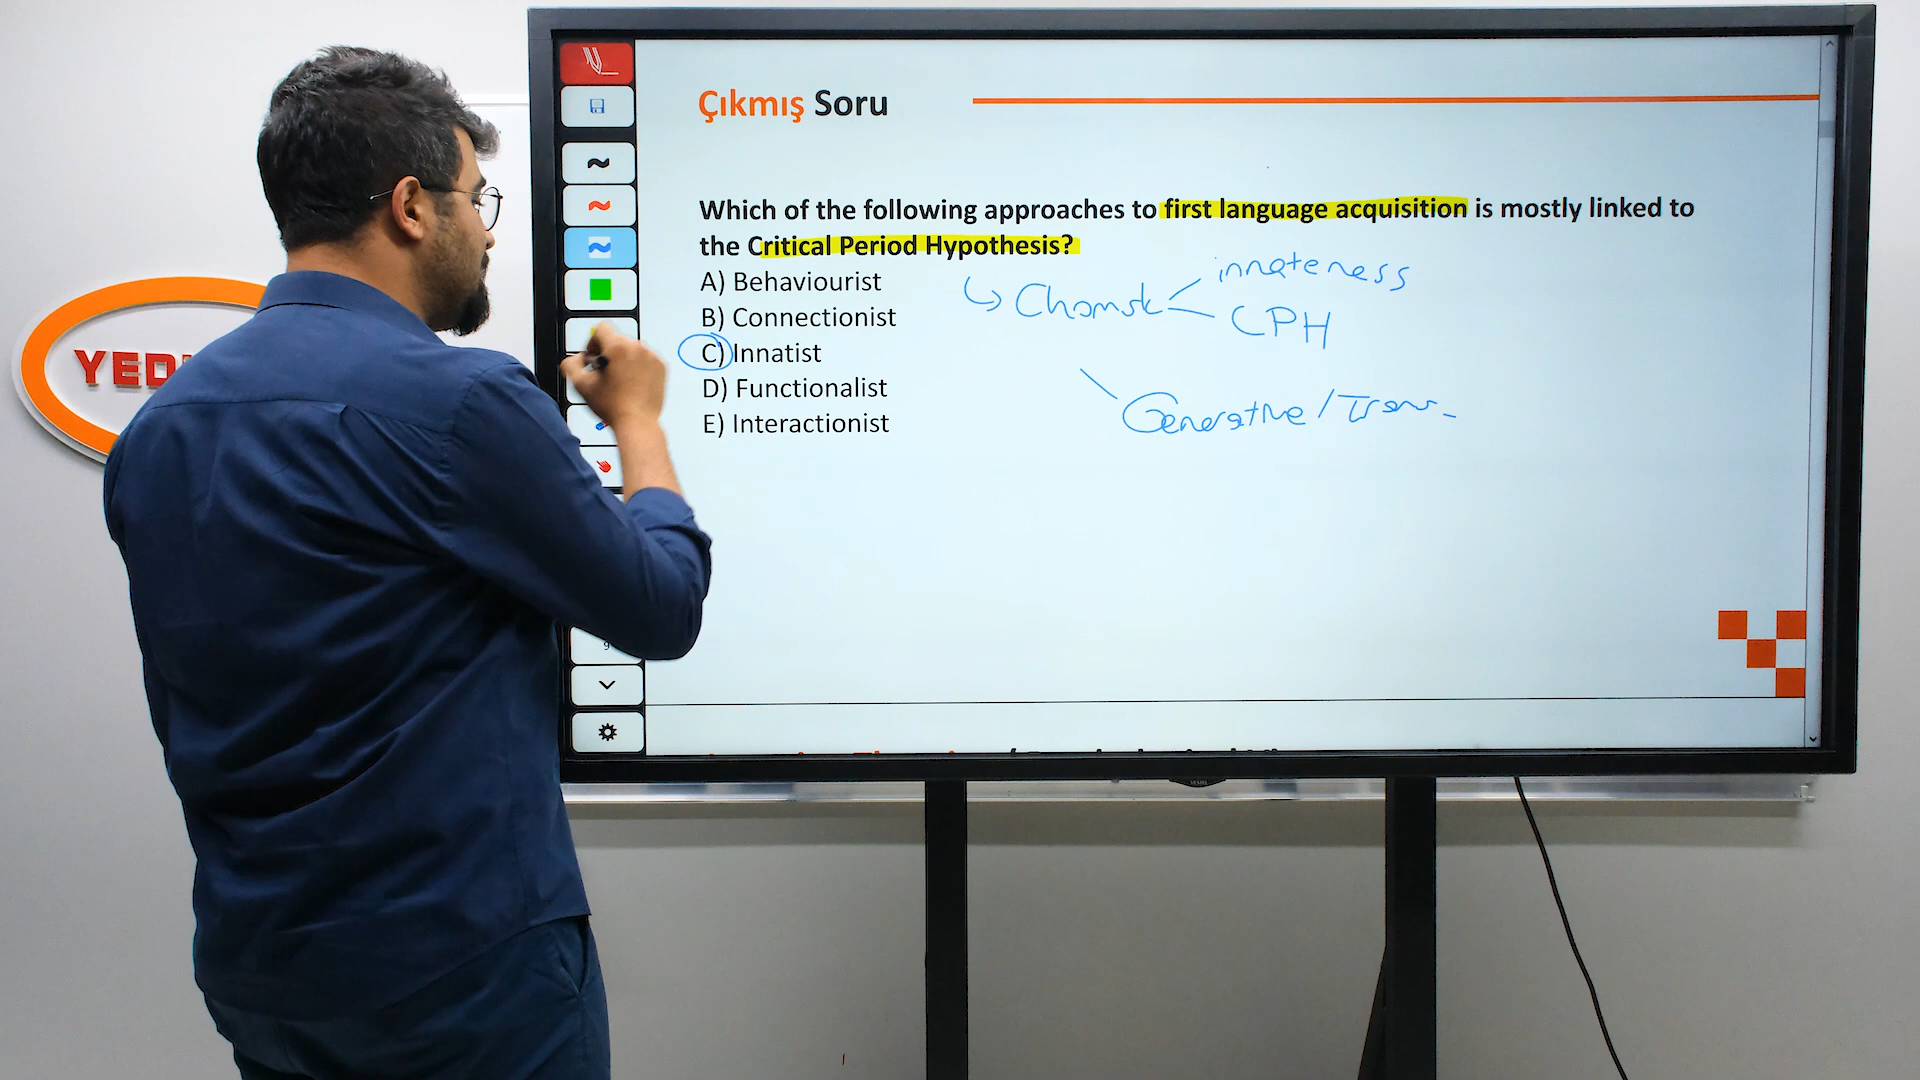 Çıkmış Soru
Which of the following approaches to first language acquisition is mostly linked to
the Critical Period Hypothesis?
A) Behaviourist
B) Connectionist
C) Innatist
D) Functionalist
E) Interactionist
innateness
Chomsk
CPH
Generative / Trans-
YED
9